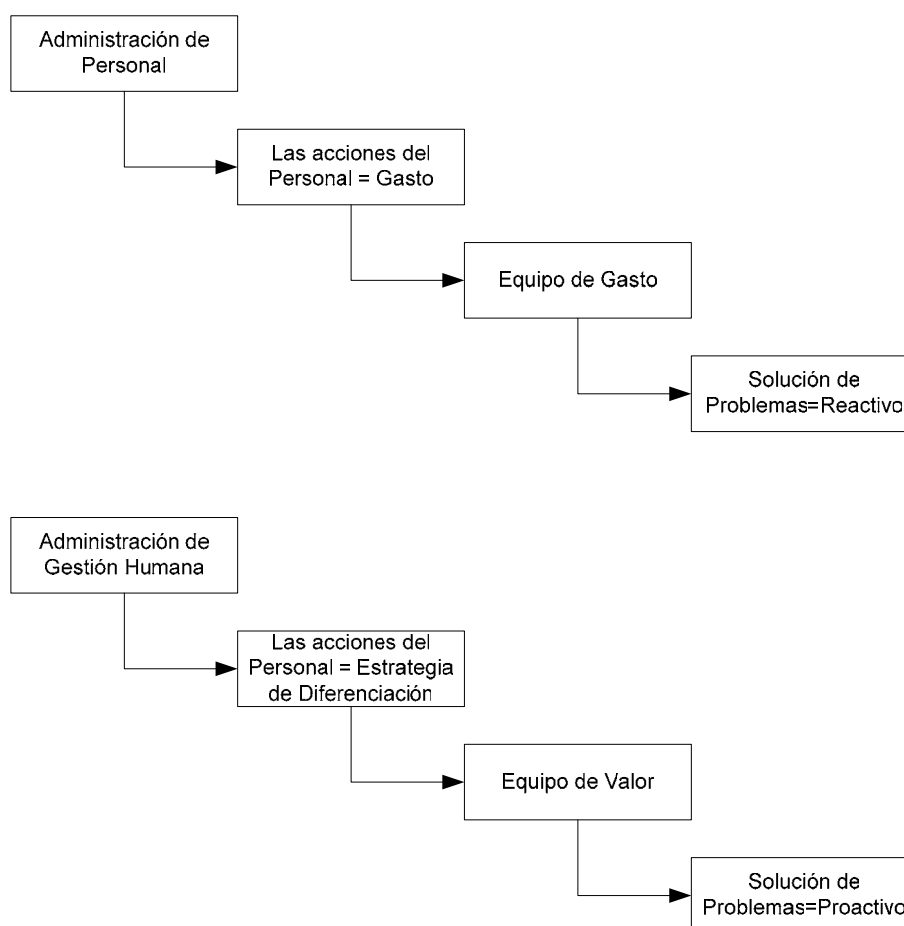 Administración de
Personal
Las acciones del
Personal = Gasto
Equipo de Gasto
Solución de
Problemas=Reactivo
Administración de
Gestión Humana
Las acciones del
Personal = Estrategia
de Diferenciación
Equipo de Valor
Solución de
Problemas=Proactivo